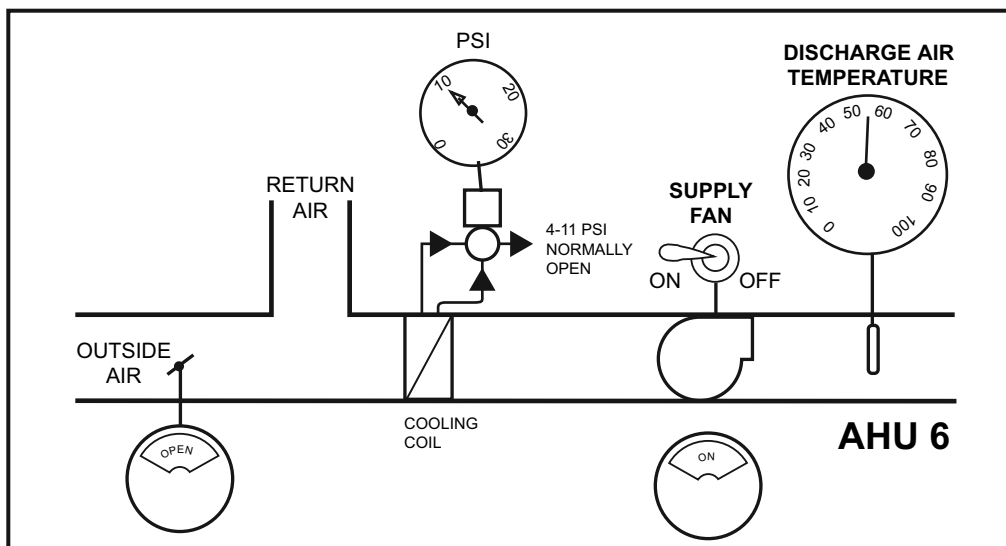 PSI
0
10
20
30
DISCHARGE AIR
TEMPERATURE
0
10
20
30
40
50
60
70
80
90
100
RETURN
AIR
SUPPLY
FAN
4-11 PSI
NORMALLY
OPEN
ON
OFF
OUTSIDE
AIR
COOLING
COIL
AHU 6
OPEN
ON